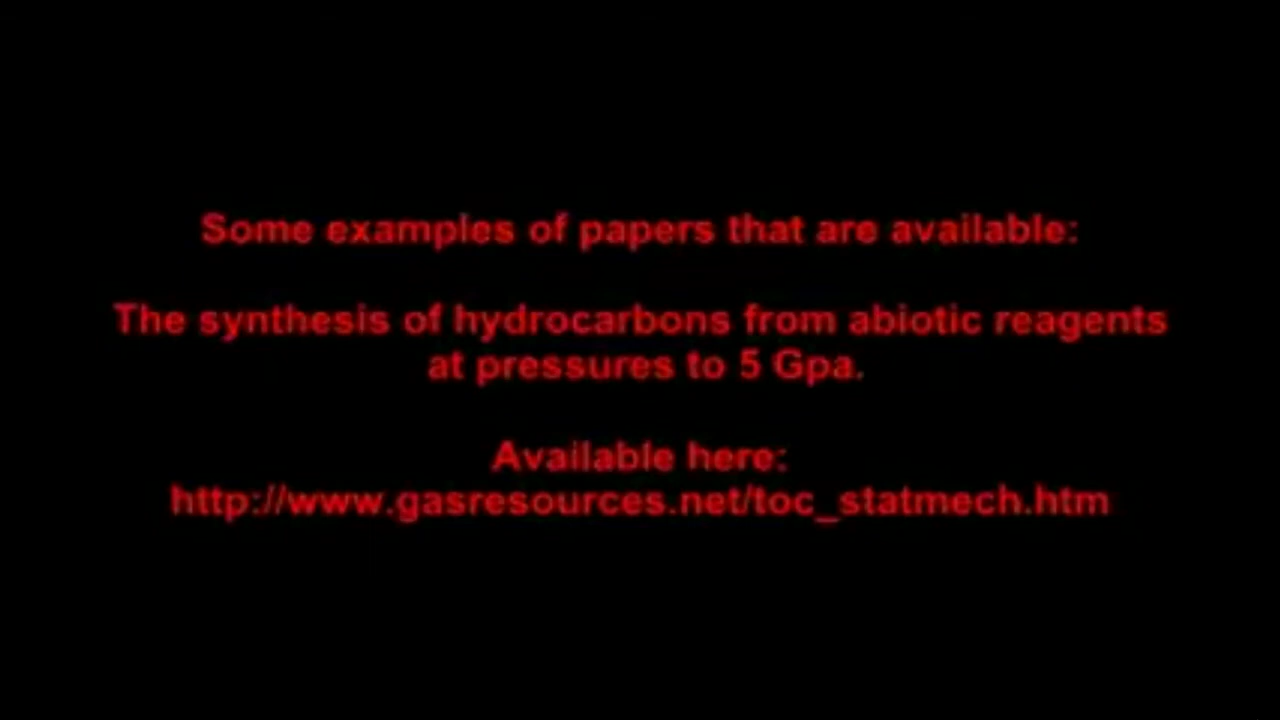 Some examples of papers that are available:
The synthesis of hydrocarbons from abiotic reagents
at pressures to 5 Gpa.
Available here:
http://www.gasresources.net/toc_statmech.htm